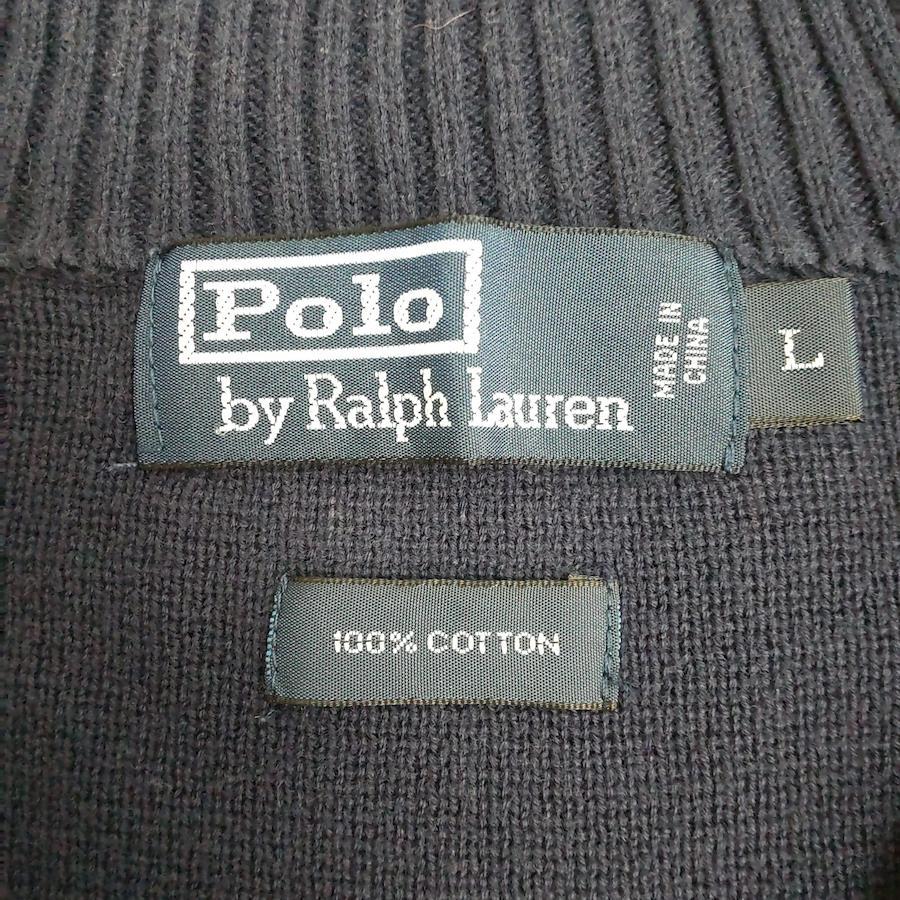 Polo
by Ralph Lauren
MADE IN
CHINA
L
100% COTTON